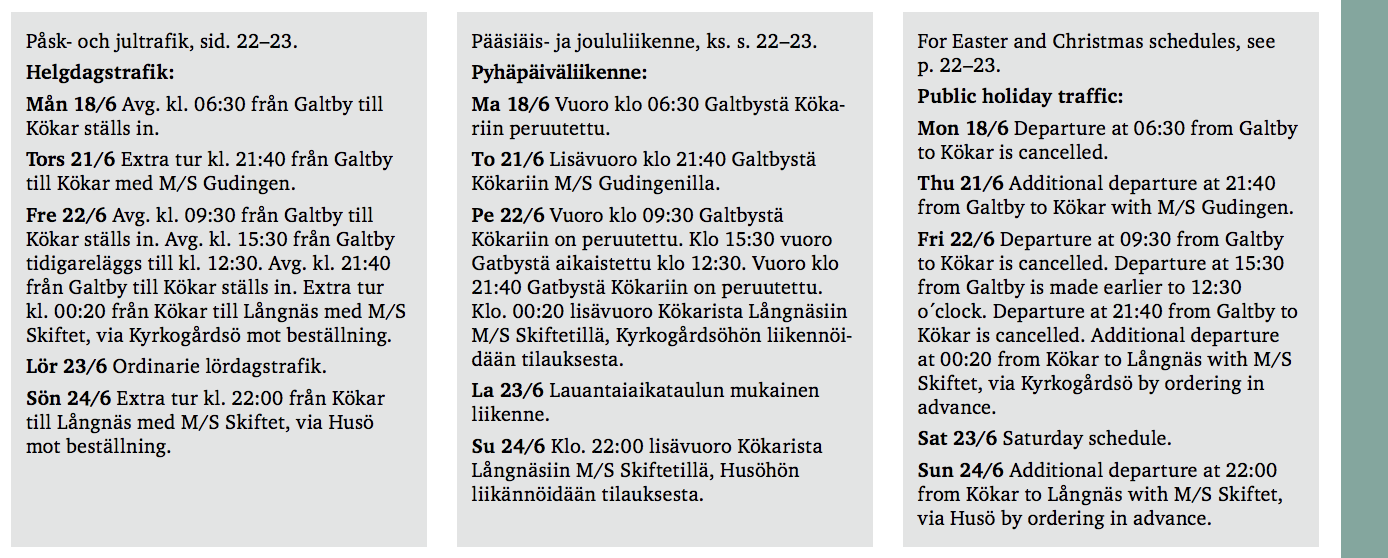 Påsk- och jultrafik, sid. 22–23.
Helgdagstrafik:
Mån 18/6 Avg. kl. 06:30 från Galtby till
Kökar ställs in.
Tors 21/6 Extra tur kl. 21:40 från Galtby
till Kökar med M/S Gudingen.
Fre 22/6 Avg. kl. 09:30 från Galtby till
Kökar ställs in. Avg. kl. 15:30 från Galtby
tidigareläggs till kl. 12:30. Avg. kl. 21:40
från Galtby till Kökar ställs in. Extra tur
kl. 00:20 från Kökar till Långnäs med M/S
Skiftet, via Kyrkogårdsö mot beställning.
Lör 23/6 Ordinarie lördagstrafik.
Sön 24/6 Extra tur kl. 22:00 från Kökar
till Långnäs med M/S Skiftet, via Husö
mot beställning.
Pääsiäis- ja joululiikenne, ks. s. 22–23.
Pyhäpäiväliikenne:
Ma 18/6 Vuoro klo 06:30 Galtbystä Köka-
riin peruutettu.
To 21/6 Lisävuoro klo 21:40 Galtbystä
Kökariin M/S Gudingenilla.
Pe 22/6 Vuoro klo 09:30 Galtbystä
Kökariin on peruutettu. Klo 15:30 vuoro
Gatbystä aikaistettu klo 12:30. Vuoro klo
21:40 Gatbystä Kökariin on peruutettu.
Klo. 00:20 lisävuoro Kökarista Långnäsiin
M/S Skiftetillä, Kyrkogårdsöhön liikennöi-
dään tilauksesta.
La 23/6 Lauantaiaikataulun mukainen
liikenne.
Su 24/6 Klo. 22:00 lisävuoro Kökarista
Långnäsiin M/S Skiftetillä, Husöhön
liikännöidään tilauksesta.
For Easter and Christmas schedules, see
p. 22–23.
Public holiday traffic:
Mon 18/6 Departure at 06:30 from Galtby
to Kökar is cancelled.
Thu 21/6 Additional departure at 21:40
from Galtby to Kökar with M/S Gudingen.
Fri 22/6 Departure at 09:30 from Galtby
to Kökar is cancelled. Departure at 15:30
from Galtby is made earlier to 12:30
o´clock. Departure at 21:40 from Galtby to
Kökar is cancelled. Additional departure
at 00:20 from Kökar to Långnäs with M/S
Skiftet, via Kyrkogårdsö by ordering in
advance.
Sat 23/6 Saturday schedule.
Sun 24/6 Additional departure at 22:00
from Kökar to Långnäs with M/S Skiftet,
via Husö by ordering in advance.